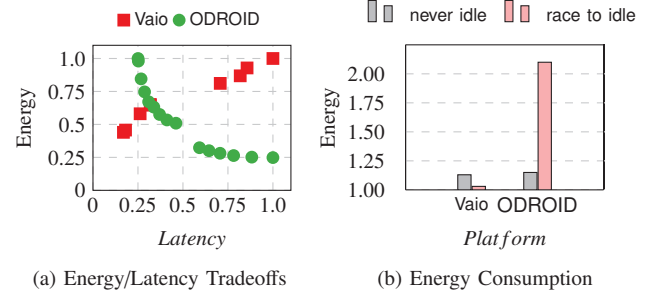 Vaio ODROID
1.0
0.75
0.5
0.25
0
0 0.25 0.5 0.75 1.0
Energy
Latency
(a) Energy/Latency Tradeoffs
never idle race to idle
2.00
1.75
1.50
1.25
1.00
Energy
Vaio ODROID
Platform
(b) Energy Consumption